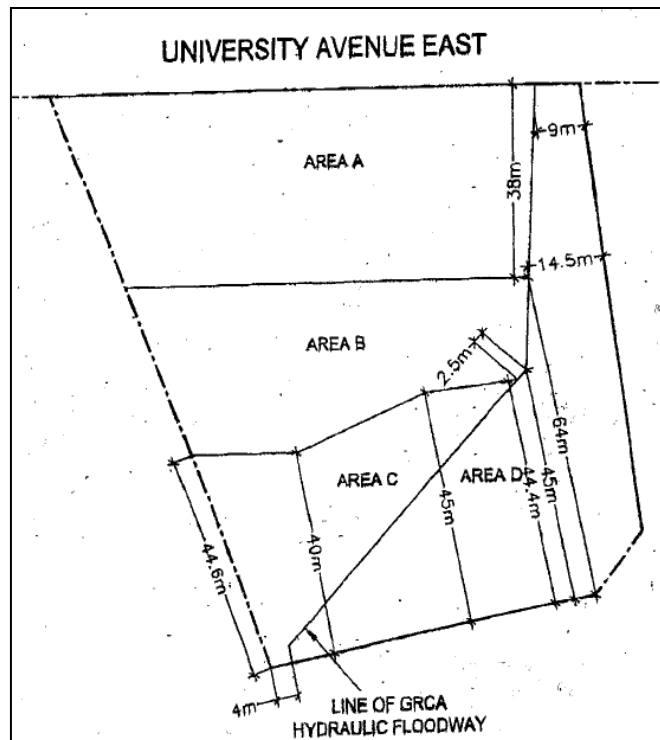 UNIVERSITY AVENUE EAST
AREA A
9m
38m
14.5m
AREA B
2.5m
64m
AREA C
AREA D
45m
44.4m
45m
40m
44.6m
4m
LINE OF GRCA
HYDRAULIC FLOODWAY